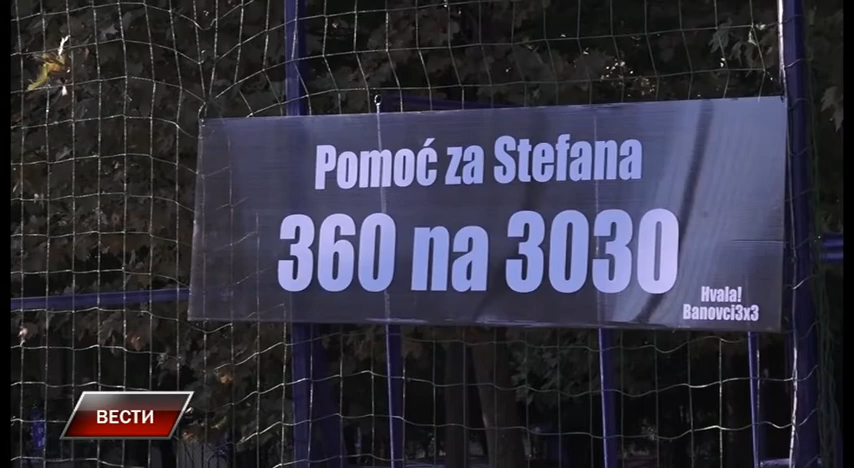 Pomoć za Stefana
360 na 3030
Hvala!
Banovci3x3
ВЕСТИ